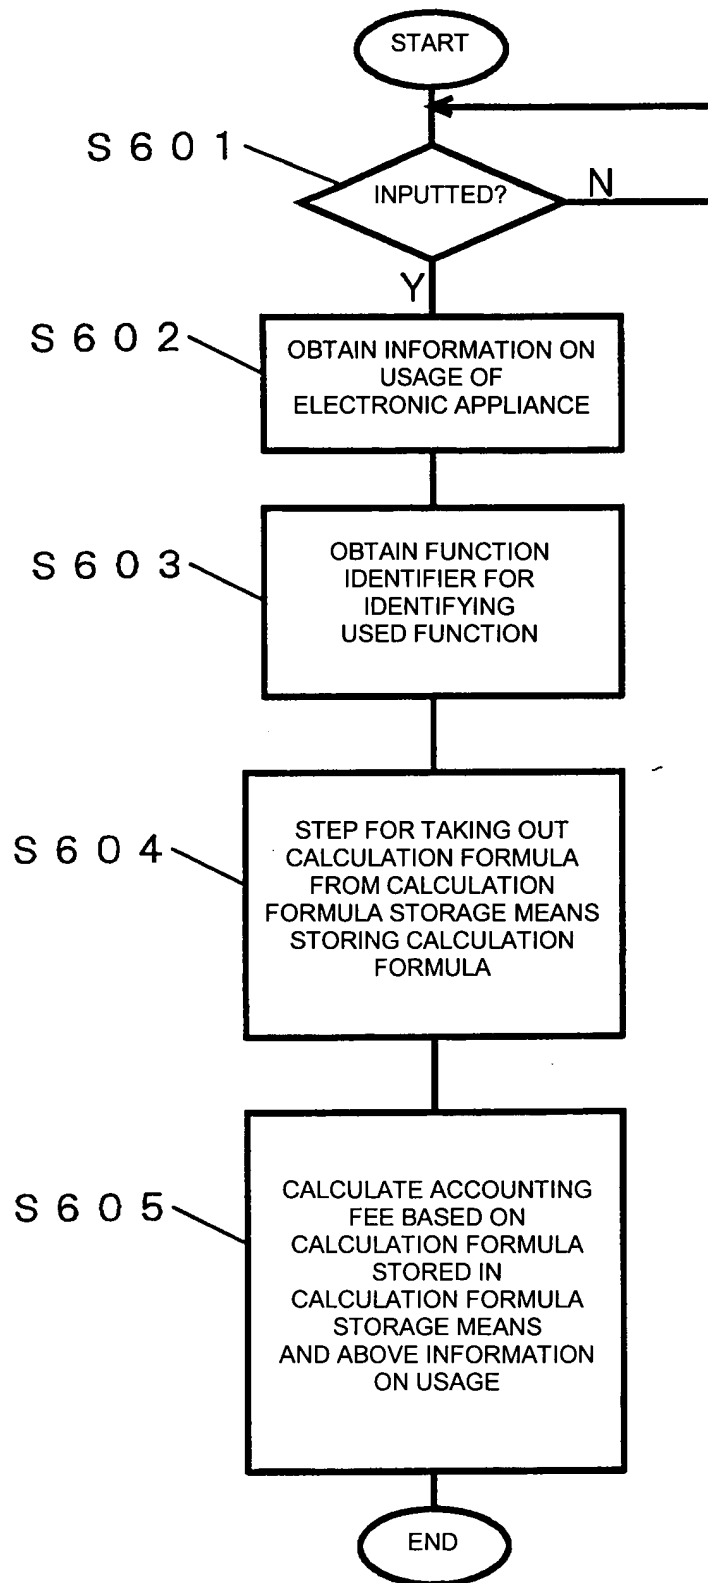 START
S601
INPUTTED?
N
Y
S602
OBTAIN INFORMATION ON
USAGE OF
ELECTRONIC APPLIANCE
S603
OBTAIN FUNCTION
IDENTIFIER FOR
IDENTIFYING
USED FUNCTION
S604
STEP FOR TAKING OUT
CALCULATION FORMULA
FROM CALCULATION
FORMULA STORAGE MEANS
STORING CALCULATION
FORMULA
S605
CALCULATE ACCOUNTING
FEE BASED ON
CALCULATION FORMULA
STORED IN
CALCULATION FORMULA
STORAGE MEANS
AND ABOVE INFORMATION
ON USAGE
END